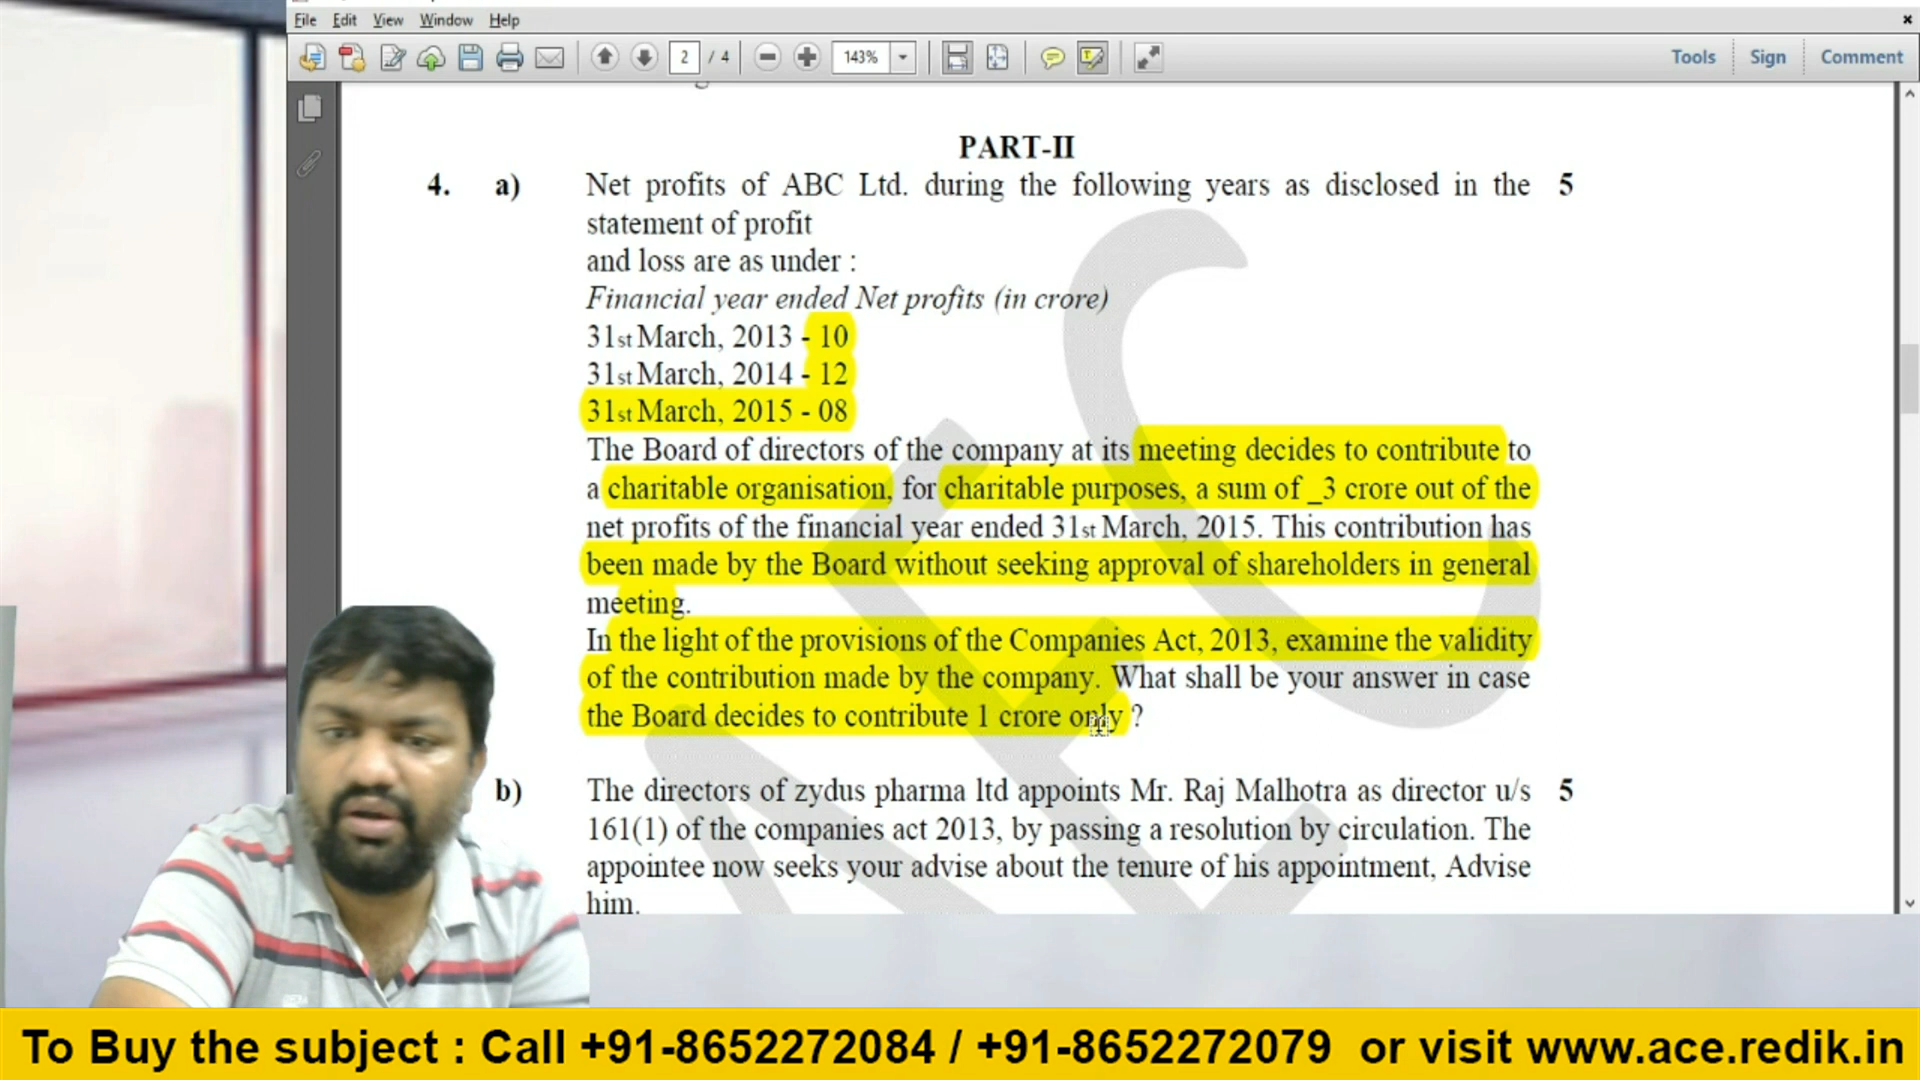 File Edit View Window Help
2 / 4 143% Tools Sign Comment
PART-II
4. a) Net profits of ABC Ltd. during the following years as disclosed in the 5
statement of profit
and loss are as under :
Financial year ended Net profits (in crore)
31st March, 2013 - 10
31st March, 2014 - 12
31st March, 2015 - 08
The Board of directors of the company at its meeting decides to contribute to
a charitable organisation, for charitable purposes, a sum of _3 crore out of the
net profits of the financial year ended 31st March, 2015. This contribution has
been made by the Board without seeking approval of shareholders in general
meeting.
In the light of the provisions of the Companies Act, 2013, examine the validity
of the contribution made by the company. What shall be your answer in case
the Board decides to contribute 1 crore only ?
b) The directors of zydus pharma ltd appoints Mr. Raj Malhotra as director u/s 5
161(1) of the companies act 2013, by passing a resolution by circulation. The
appointee now seeks your advise about the tenure of his appointment, Advise
him.
To Buy the subject : Call +91-8652272084 / +91-8652272079 or visit www.ace.redik.in